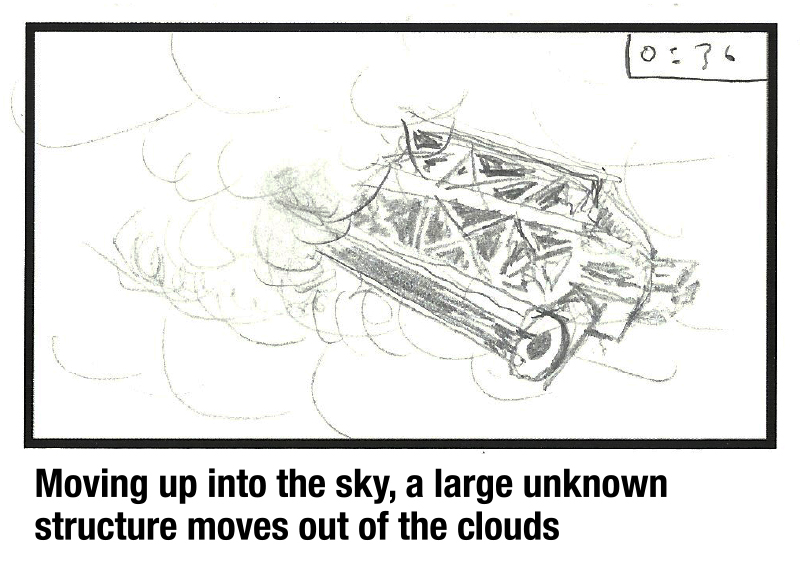 0:36
Moving up into the sky, a large unknown
structure moves out of the clouds